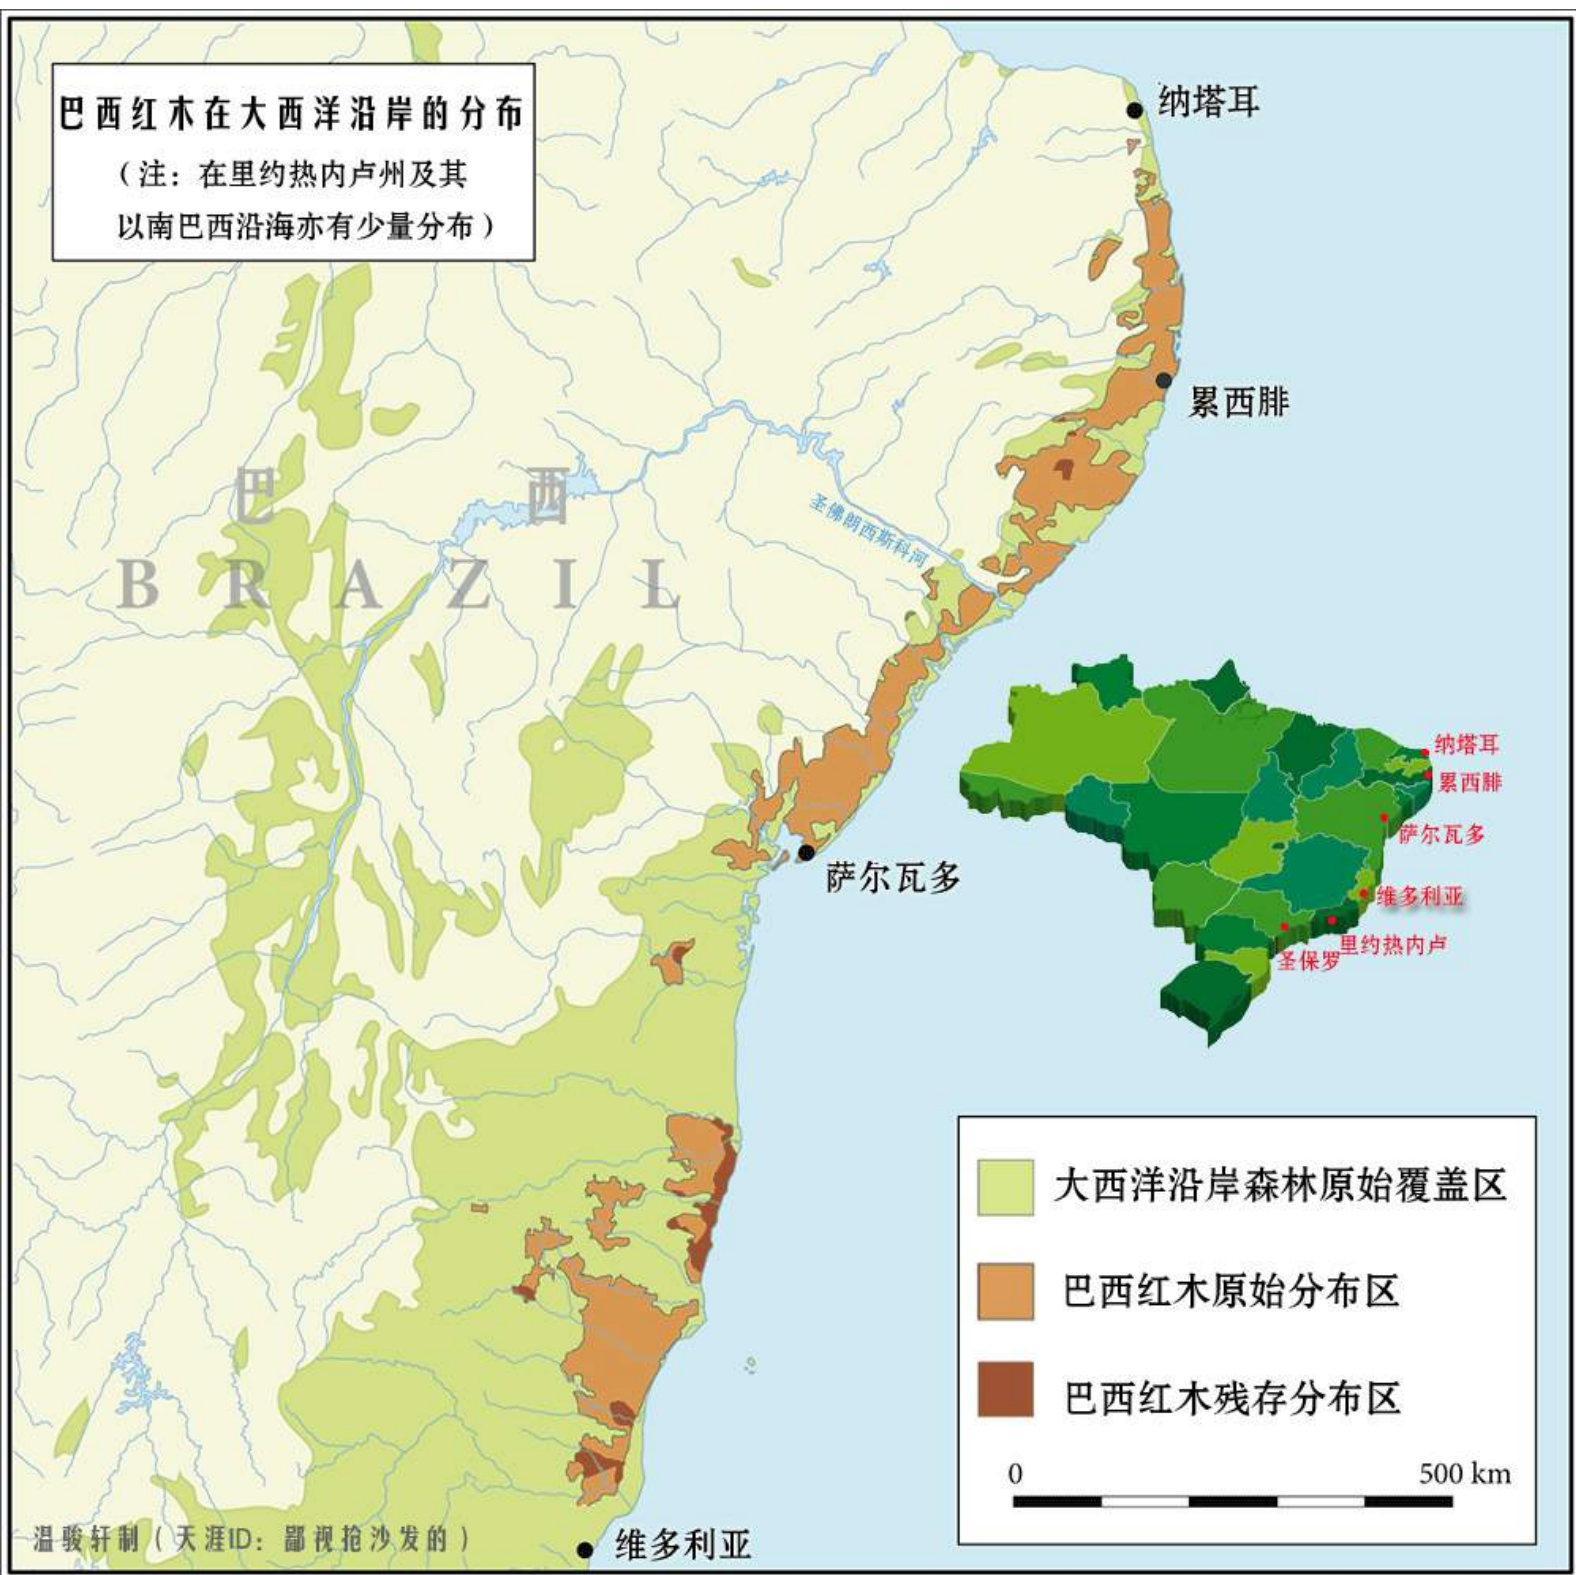 巴西红木在大西洋沿岸的分布
（注：在里约热内卢州及其
以南巴西沿海亦有少量分布）
纳塔耳
累西腓
巴西
圣佛朗西斯科河
BRAZIL
纳塔耳
累西腓
萨尔瓦多
萨尔瓦多
维多利亚
里约热内卢
圣保罗
大西洋沿岸森林原始覆盖区
巴西红木原始分布区
巴西红木残存分布区
0 500 km
温骏轩制（天涯ID：鄙视抢沙发的）
维多利亚